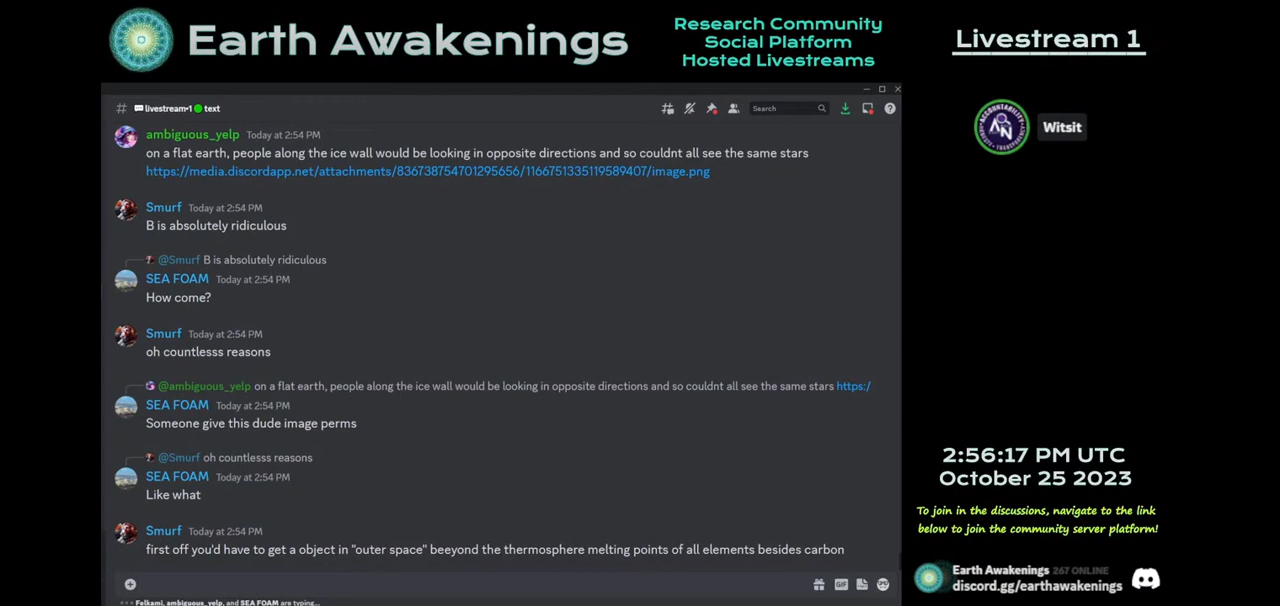 Earth Awakenings
Research Community
Social Platform
Hosted Livestreams
Livestream 1
# livestream•1 text
Search
ambiguous_yelp Today at 2:54 PM
on a flat earth, people along the ice wall would be looking in opposite directions and so couldnt all see the same stars
https://media.discordapp.net/attachments/836738754701295656/1166751335119589407/image.png
Smurf Today at 2:54 PM
B is absolutely ridiculous
@Smurf B is absolutely ridiculous
SEA FOAM Today at 2:54 PM
How come?
Smurf Today at 2:54 PM
oh countlesss reasons
@ambiguous_yelp on a flat earth, people along the ice wall would be looking in opposite directions and so couldnt all see the same stars https:/
SEA FOAM Today at 2:54 PM
Someone give this dude image perms
@Smurf oh countlesss reasons
SEA FOAM Today at 2:54 PM
Like what
Smurf Today at 2:54 PM
first off you'd have to get a object in "outer space" beeyond the thermosphere melting points of all elements besides carbon
GIF
Felkami, ambiguous_yelp, and SEA FOAM are typing...
ACCOUNTABILITY
AN
Witsit
2:56:17 PM UTC
October 25 2023
To join in the discussions, navigate to the link
below to join the community server platform!
Earth Awakenings 267 ONLINE
discord.gg/earthawakenings